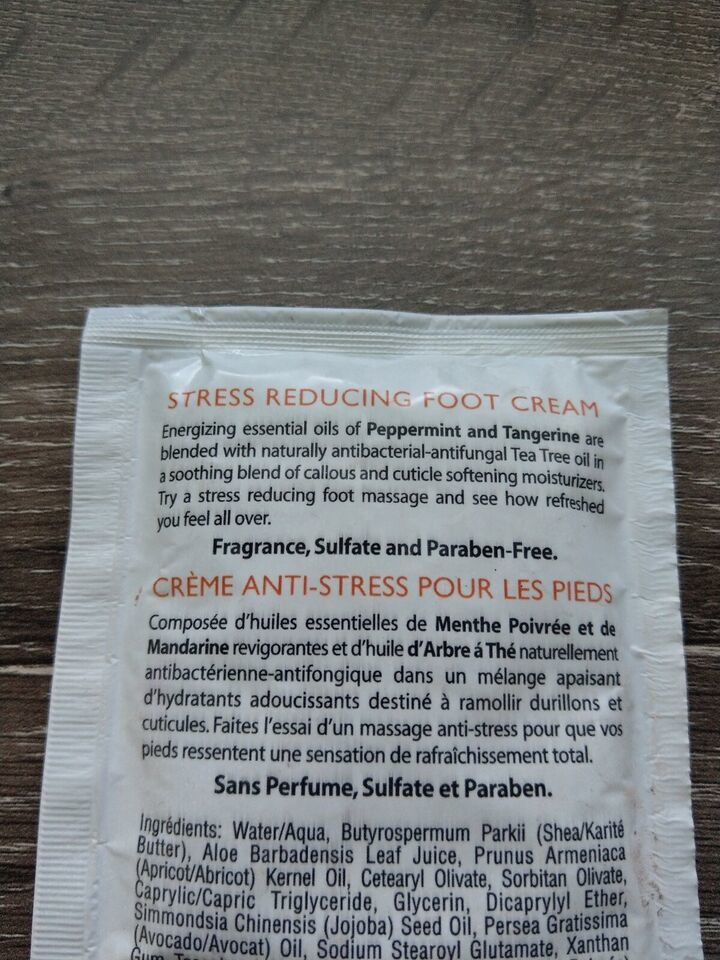 STRESS REDUCING FOOT CREAM
Energizing essential oils of Peppermint and Tangerine are
blended with naturally antibacterial-antifungal Tea Tree oil in
a soothing blend of callous and cuticle softening moisturizers.
Try a stress reducing foot massage and see how refreshed
you feel all over.
Fragrance, Sulfate and Paraben-Free.
CRÈME ANTI-STRESS POUR LES PIEDS
Composée d'huiles essentielles de Menthe Poivrée et de
Mandarine revigorantes et d'huile d'Arbre á Thé naturellement
antibactérienne-antifongique dans un mélange apaisant
d'hydratants adoucissants destiné à ramollir durillons et
cuticules. Faites l'essai d'un massage anti-stress pour que vos
pieds ressentent une sensation de rafraîchissement total.
Sans Perfume, Sulfate et Paraben.
Ingrédients: Water/Aqua, Butyrospermum Parkii (Shea/Karité
Butter), Aloe Barbadensis Leaf Juice, Prunus Armeniaca
(Apricot/Abricot) Kernel Oil, Cetearyl Olivate, Sorbitan Olivate,
Caprylic/Capric Triglyceride, Glycerin, Dicaprylyl Ether,
Simmondsia Chinensis (Jojoba) Seed Oil, Persea Gratissima
(Avocado/Avocat) Oil, Sodium Stearoyl Glutamate, Xanthan
Gum,